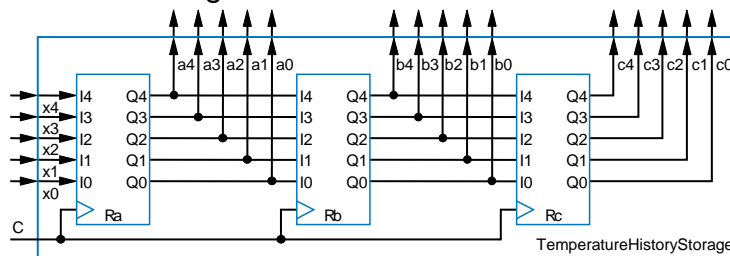 a4 a3 a2 a1 a0 b4 b3 b2 b1 b0 c4 c3 c2 c1 c0
I4 Q4 I4 Q4 I4 Q4
x4 I3 Q3 I3 Q3 I3 Q3
x3 I2 Q2 I2 Q2 I2 Q2
x2 I1 Q1 I1 Q1 I1 Q1
x1 I0 Q0 I0 Q0 I0 Q0
x0
C Ra Rb Rc
TemperatureHistoryStorage